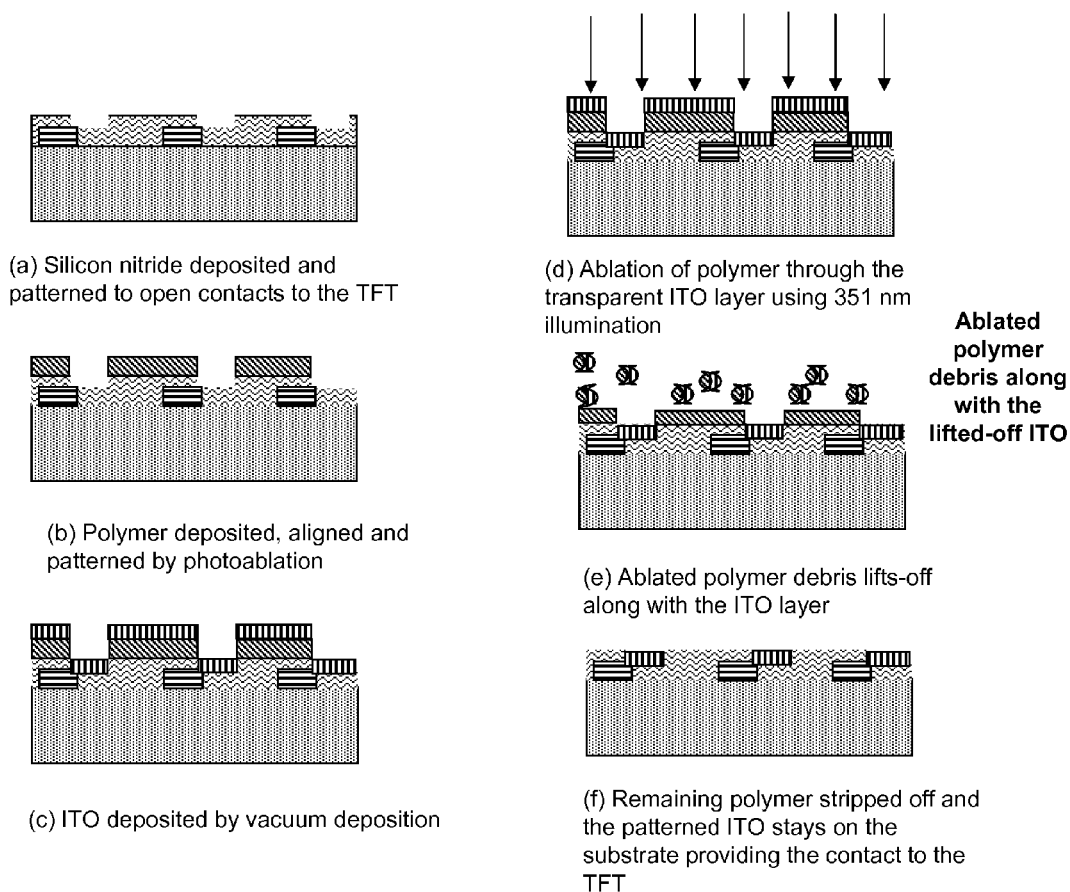 (a) Silicon nitride deposited and
patterned to open contacts to the TFT
(b) Polymer deposited, aligned and
patterned by photoablation
(c) ITO deposited by vacuum deposition
(d) Ablation of polymer through the
transparent ITO layer using 351 nm
illumination
Ablated
polymer
debris along
with the
lifted-off ITO
(e) Ablated polymer debris lifts-off
along with the ITO layer
(f) Remaining polymer stripped off and
the patterned ITO stays on the
substrate providing the contact to the
TFT